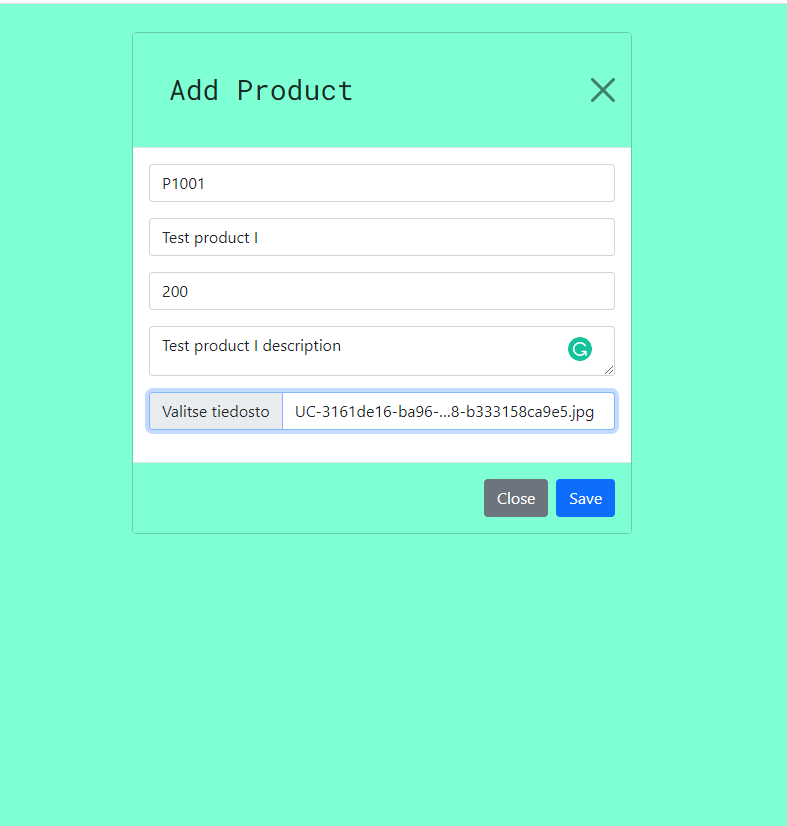 Add Product
P1001
Test product I
200
Test product I description
Valitse tiedosto UC-3161de16-ba96-...8-b333158ca9e5.jpg
Close Save